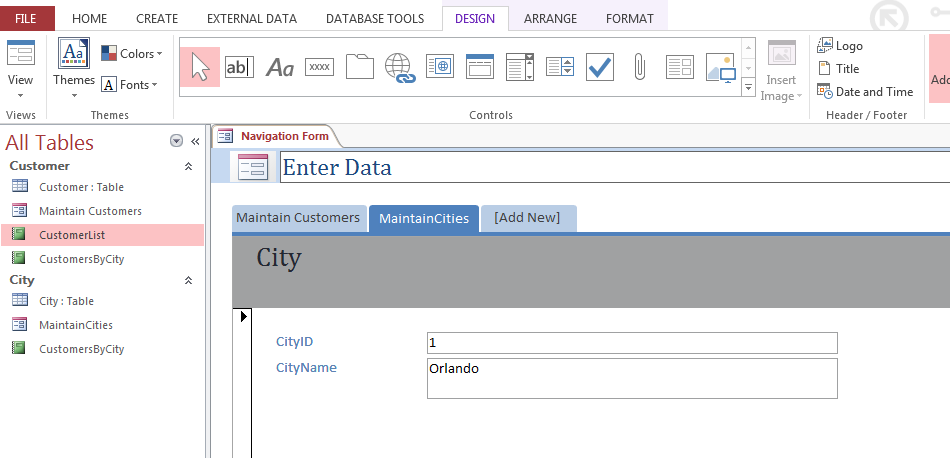 FILE HOME CREATE EXTERNAL DATA DATABASE TOOLS DESIGN ARRANGE FORMAT
View
Themes
Aa
Colors
A Fonts
ab
Aa
xxxx
Insert
Image
Logo
Title
Date and Time
Views
Themes
Controls
Header / Footer
All Tables
Customer
Customer : Table
Maintain Customers
CustomerList
CustomersByCity
City
City : Table
MaintainCities
CustomersByCity
Navigation Form
Enter Data
Maintain Customers MaintainCities [Add New]
City
CityID 1
CityName Orlando